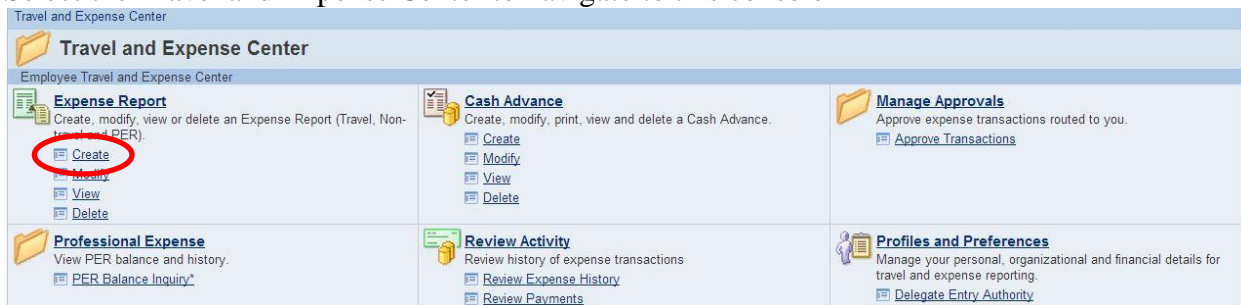 Travel and Expense Center
Travel and Expense Center
Employee Travel and Expense Center
Expense Report
Create, modify, view or delete an Expense Report (Travel, Non-
travel and PER).
Create
Modify
View
Delete
Cash Advance
Create, modify, print, view and delete a Cash Advance.
Create
Modify
View
Delete
Manage Approvals
Approve expense transactions routed to you.
Approve Transactions
Professional Expense
View PER balance and history.
PER Balance Inquiry*
Review Activity
Review history of expense transactions
Review Expense History
Review Payments
Profiles and Preferences
Manage your personal, organizational and financial details for
travel and expense reporting.
Delegate Entry Authority